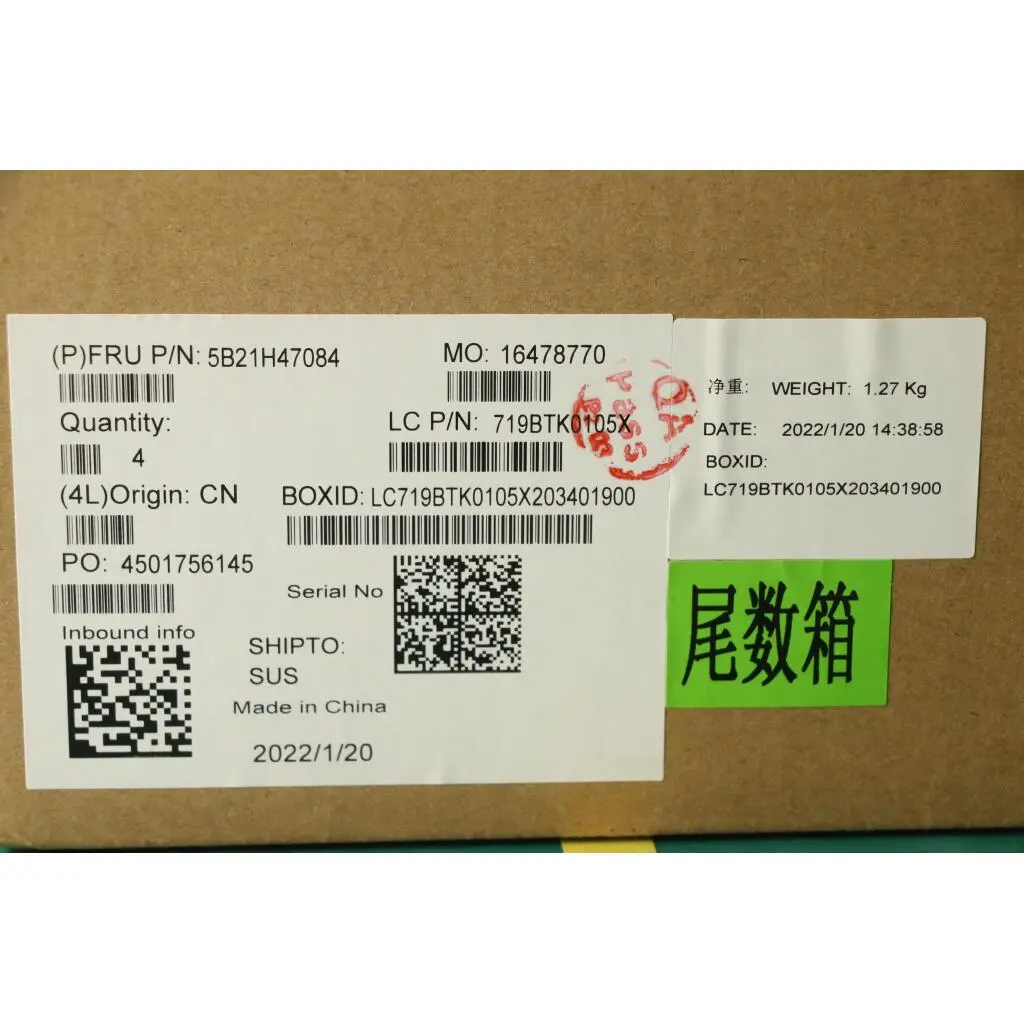 (P)FRU P/N: 5B21H47084
MO: 16478770
Quantity:
4
LC P/N: 719BTK0105X
(4L)Origin: CN
BOXID: LC719BTK0105X203401900
PO: 4501756145
Serial No
Inbound info
SHIPTO:
SUS
Made in China
2022/1/20
QA
Pass
净重: WEIGHT: 1.27 Kg
DATE: 2022/1/20 14:38:58
BOXID:
LC719BTK0105X203401900
尾数箱